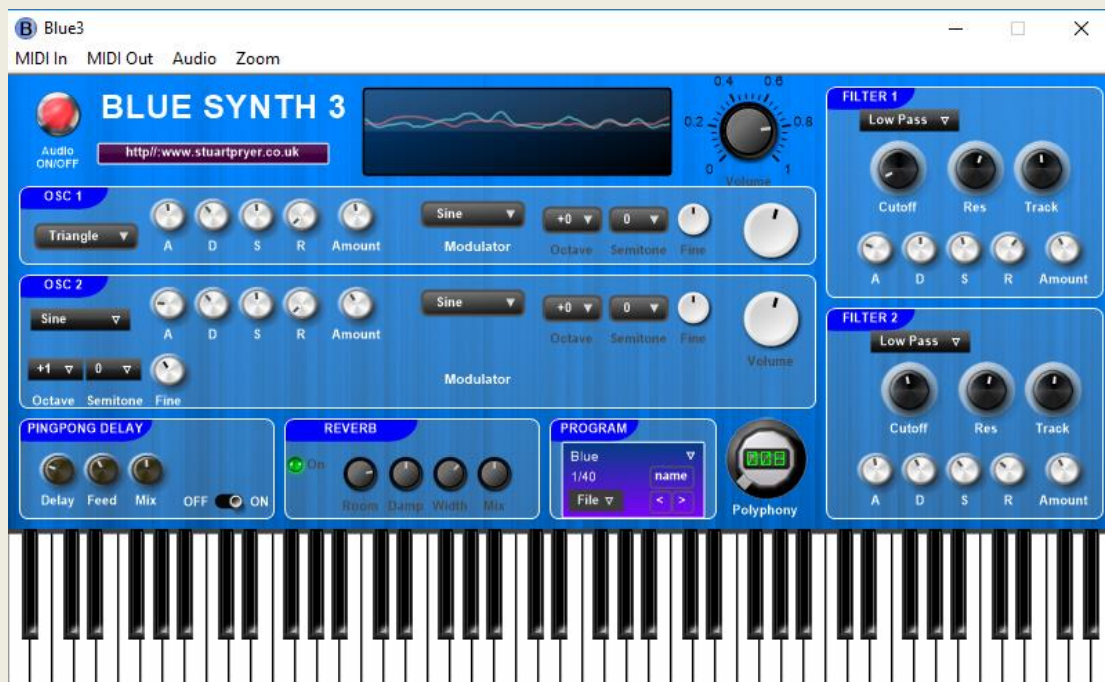 Blue3
MIDI In MIDI Out Audio Zoom
BLUE SYNTH 3
Audio
ON/OFF
http//:www.stuartpryer.co.uk
0 0.2 0.4 0.6 0.8 1
Volume
OSC 1
Triangle
A D S R Amount
Sine
Modulator
+0 0
Octave Semitone Fine
OSC 2
Sine
A D S R Amount
+1 0
Octave Semitone Fine
Sine
Modulator
+0 0
Octave Semitone Fine
Volume
FILTER 1
Low Pass
Cutoff Res Track
A D S R Amount
FILTER 2
Low Pass
Cutoff Res Track
A D S R Amount
PINGPONG DELAY
Delay Feed Mix OFF ON
REVERB
On
Room Damp Width Mix
PROGRAM
Blue
1/40 name
File < >
008
Polyphony